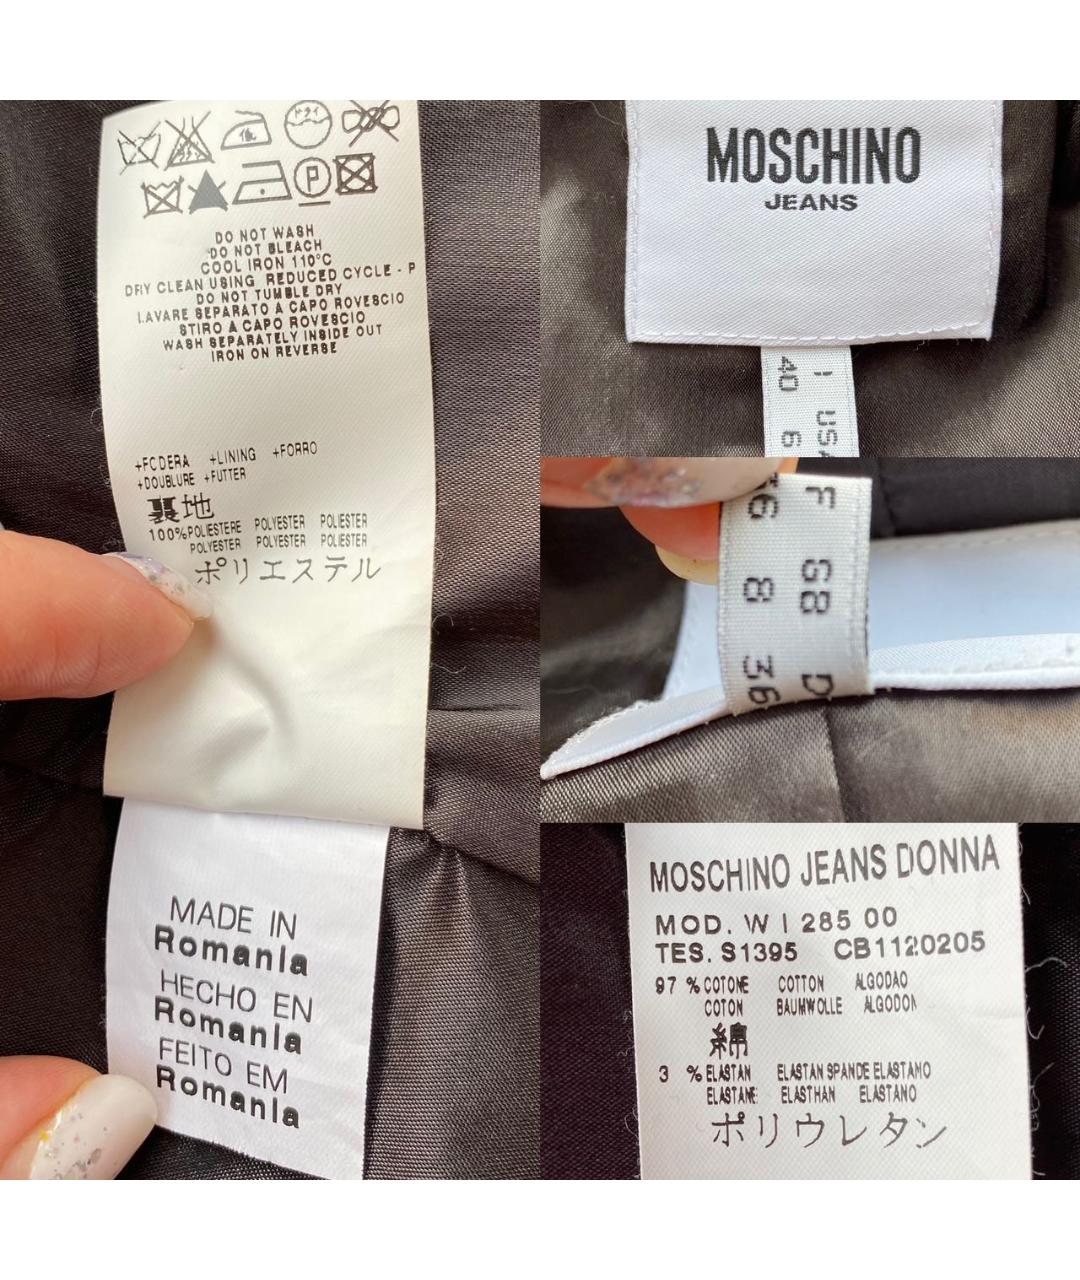 ドライ
低
P
DO NOT WASH
DO NOT BLEACH
COOL IRON 110°C
DRY CLEAN USING REDUCED CYCLE - P
DO NOT TUMBLE DRY
LAVARE SEPARATO A CAPO ROVESCIO
STIRO A CAPO ROVESCIO
WASH SEPARATELY INSIDE OUT
IRON ON REVERSE
+FODERA +LINING +FORRO
+DOUBLURE +FUTTER
裏地
100%POLIESTERE POLYESTER POLIESTER
POLYESTER POLYESTER POLIESTER
ポリエステル
MADE IN
Romania
HECHO EN
Romania
FEITO EM
Romania
MOSCHINO
JEANS
I USA
40 6
F GB D
36 8 36
MOSCHINO JEANS DONNA
MOD. W I 285 00
TES. S1395 CB1120205
97 % COTONE COTTON ALGODAO
COTON BAUMWOLLE ALGODON
綿
3 % ELASTAN ELASTAN SPANDE ELASTAMO
ELASTANE ELASTHAN ELASTANO
ポリウレタン